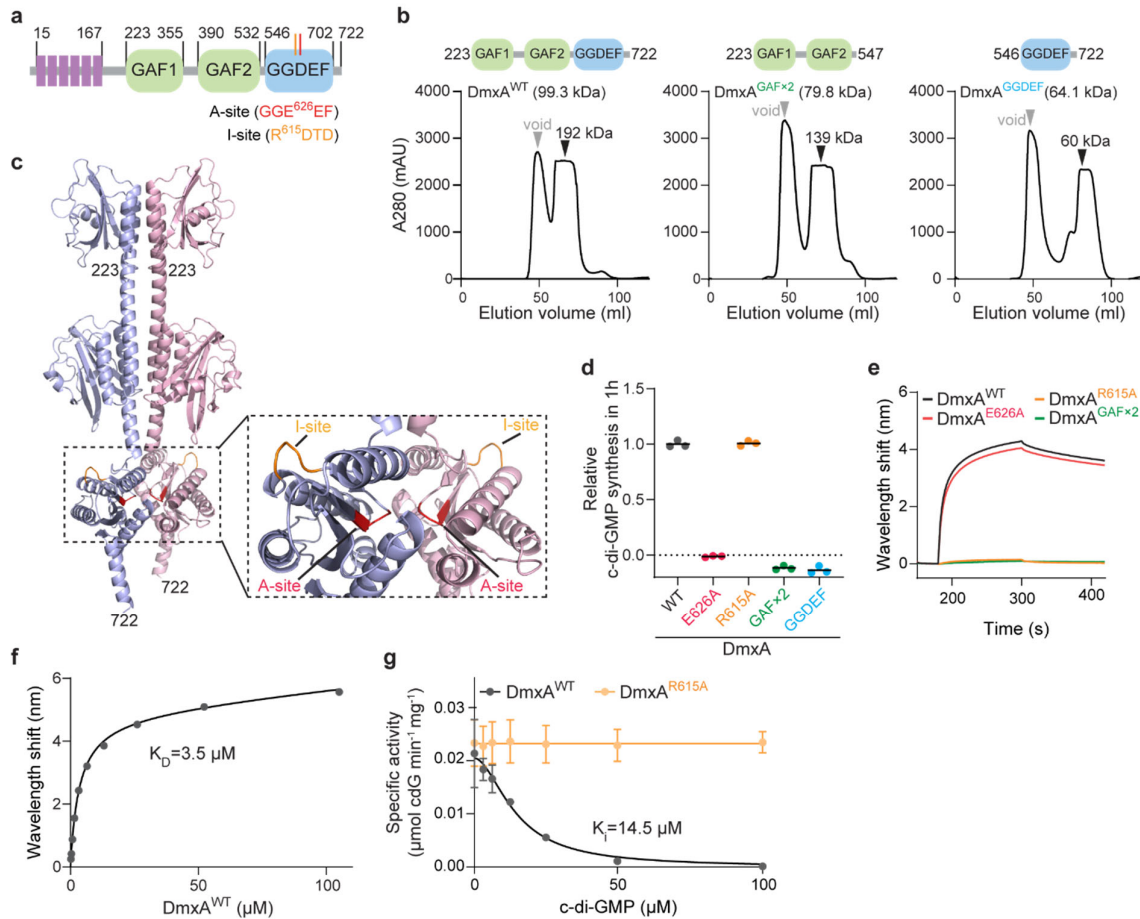 a
15 167 223 355 390 532 546 702 722
GAF1 GAF2 GGDEF
A-site (GGE⁶²⁶EF)
I-site (R⁶¹⁵DTD)
b
223 GAF1 GAF2 GGDEF 722
DmxAᵂᵀ (99.3 kDa)
void
192 kDa
A280 (mAU)
4000
3000
2000
1000
0
0 50 100
Elution volume (ml)
223 GAF1 GAF2 547
DmxAᴳᴬꟳˣ² (79.8 kDa)
void
139 kDa
4000
3000
2000
1000
0
0 50 100
Elution volume (ml)
546 GGDEF 722
DmxAᴳᴳᴰᴱꟳ (64.1 kDa)
void
60 kDa
4000
3000
2000
1000
0
0 50 100
Elution volume (ml)
c
223 223
722
722
I-site I-site
A-site A-site
d
Relative
c-di-GMP synthesis in 1h
1.5
1.0
0.5
0.0
WT E626A R615A GAF×2 GGDEF
DmxA
e
DmxAᵂᵀ DmxAᴿ⁶¹⁵ᴬ
DmxAᴱ⁶²⁶ᴬ DmxAᴳᴬꟳˣ²
Wavelength shift (nm)
6
4
2
0
200 300 400
Time (s)
f
Wavelength shift (nm)
6
4
2
0
K_D=3.5 µM
0 50 100
DmxAᵂᵀ (µM)
g
DmxAᵂᵀ DmxAᴿ⁶¹⁵ᴬ
Specific activity
(µmol cdG min⁻¹ mg⁻¹)
0.03
0.02
0.01
0.00
Kᵢ=14.5 µM
0 50 100
c-di-GMP (µM)